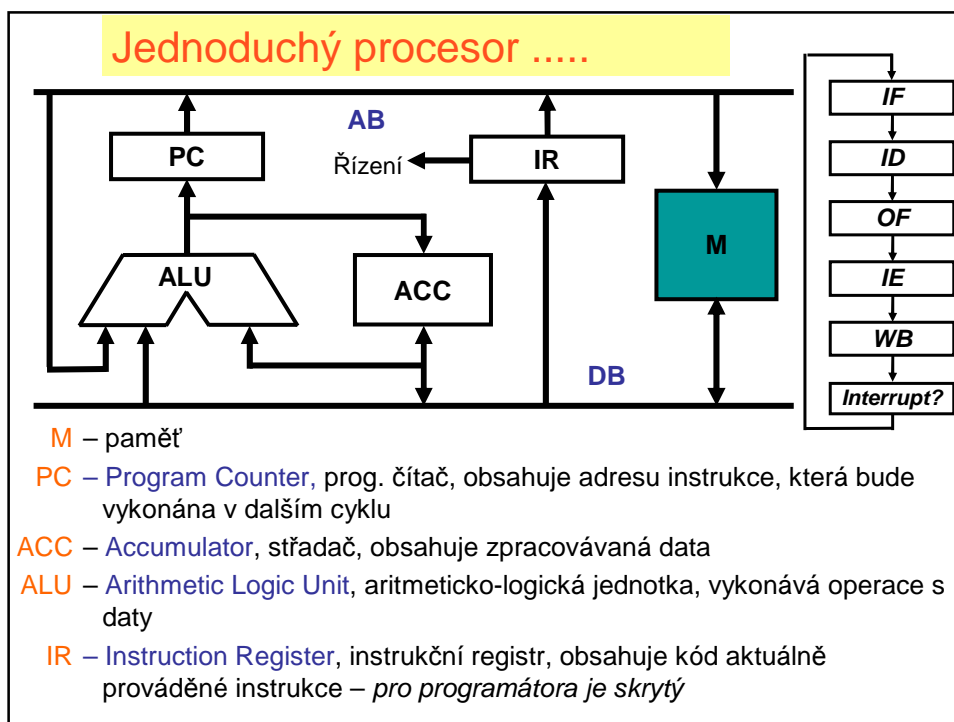 Jednoduchý procesor .....
AB
PC
Řízení
IR
M
ALU
ACC
DB
IF
ID
OF
IE
WB
Interrupt?
M – paměť
PC – Program Counter, prog. čítač, obsahuje adresu instrukce, která bude
vykonána v dalším cyklu
ACC – Accumulator, střadač, obsahuje zpracovávaná data
ALU – Arithmetic Logic Unit, aritmeticko-logická jednotka, vykonává operace s
daty
IR – Instruction Register, instrukční registr, obsahuje kód aktuálně
prováděné instrukce – pro programátora je skrytý